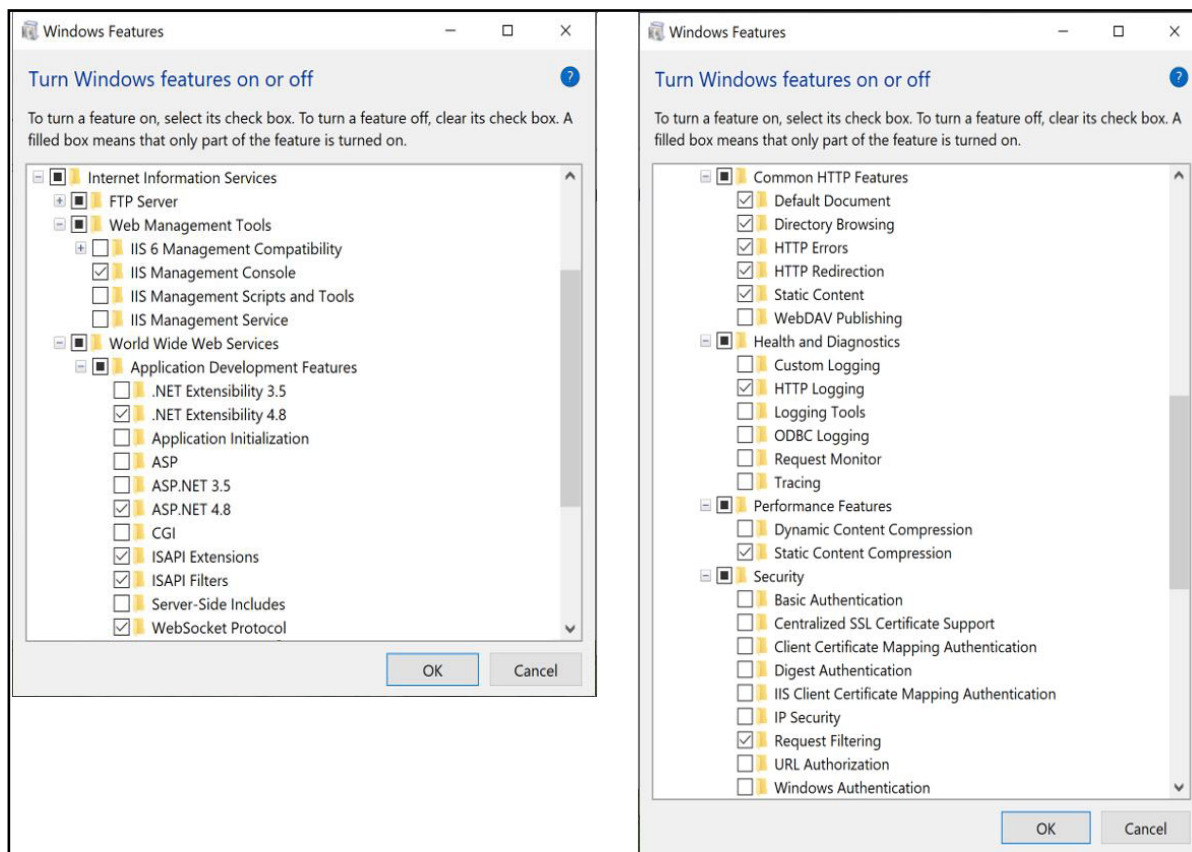 Windows Features
Turn Windows features on or off
To turn a feature on, select its check box. To turn a feature off, clear its check box. A
filled box means that only part of the feature is turned on.
Internet Information Services
FTP Server
Web Management Tools
IIS 6 Management Compatibility
IIS Management Console
IIS Management Scripts and Tools
IIS Management Service
World Wide Web Services
Application Development Features
.NET Extensibility 3.5
.NET Extensibility 4.8
Application Initialization
ASP
ASP.NET 3.5
ASP.NET 4.8
CGI
ISAPI Extensions
ISAPI Filters
Server-Side Includes
WebSocket Protocol
OK Cancel
Windows Features
Turn Windows features on or off
To turn a feature on, select its check box. To turn a feature off, clear its check box. A
filled box means that only part of the feature is turned on.
Common HTTP Features
Default Document
Directory Browsing
HTTP Errors
HTTP Redirection
Static Content
WebDAV Publishing
Health and Diagnostics
Custom Logging
HTTP Logging
Logging Tools
ODBC Logging
Request Monitor
Tracing
Performance Features
Dynamic Content Compression
Static Content Compression
Security
Basic Authentication
Centralized SSL Certificate Support
Client Certificate Mapping Authentication
Digest Authentication
IIS Client Certificate Mapping Authentication
IP Security
Request Filtering
URL Authorization
Windows Authentication
OK Cancel